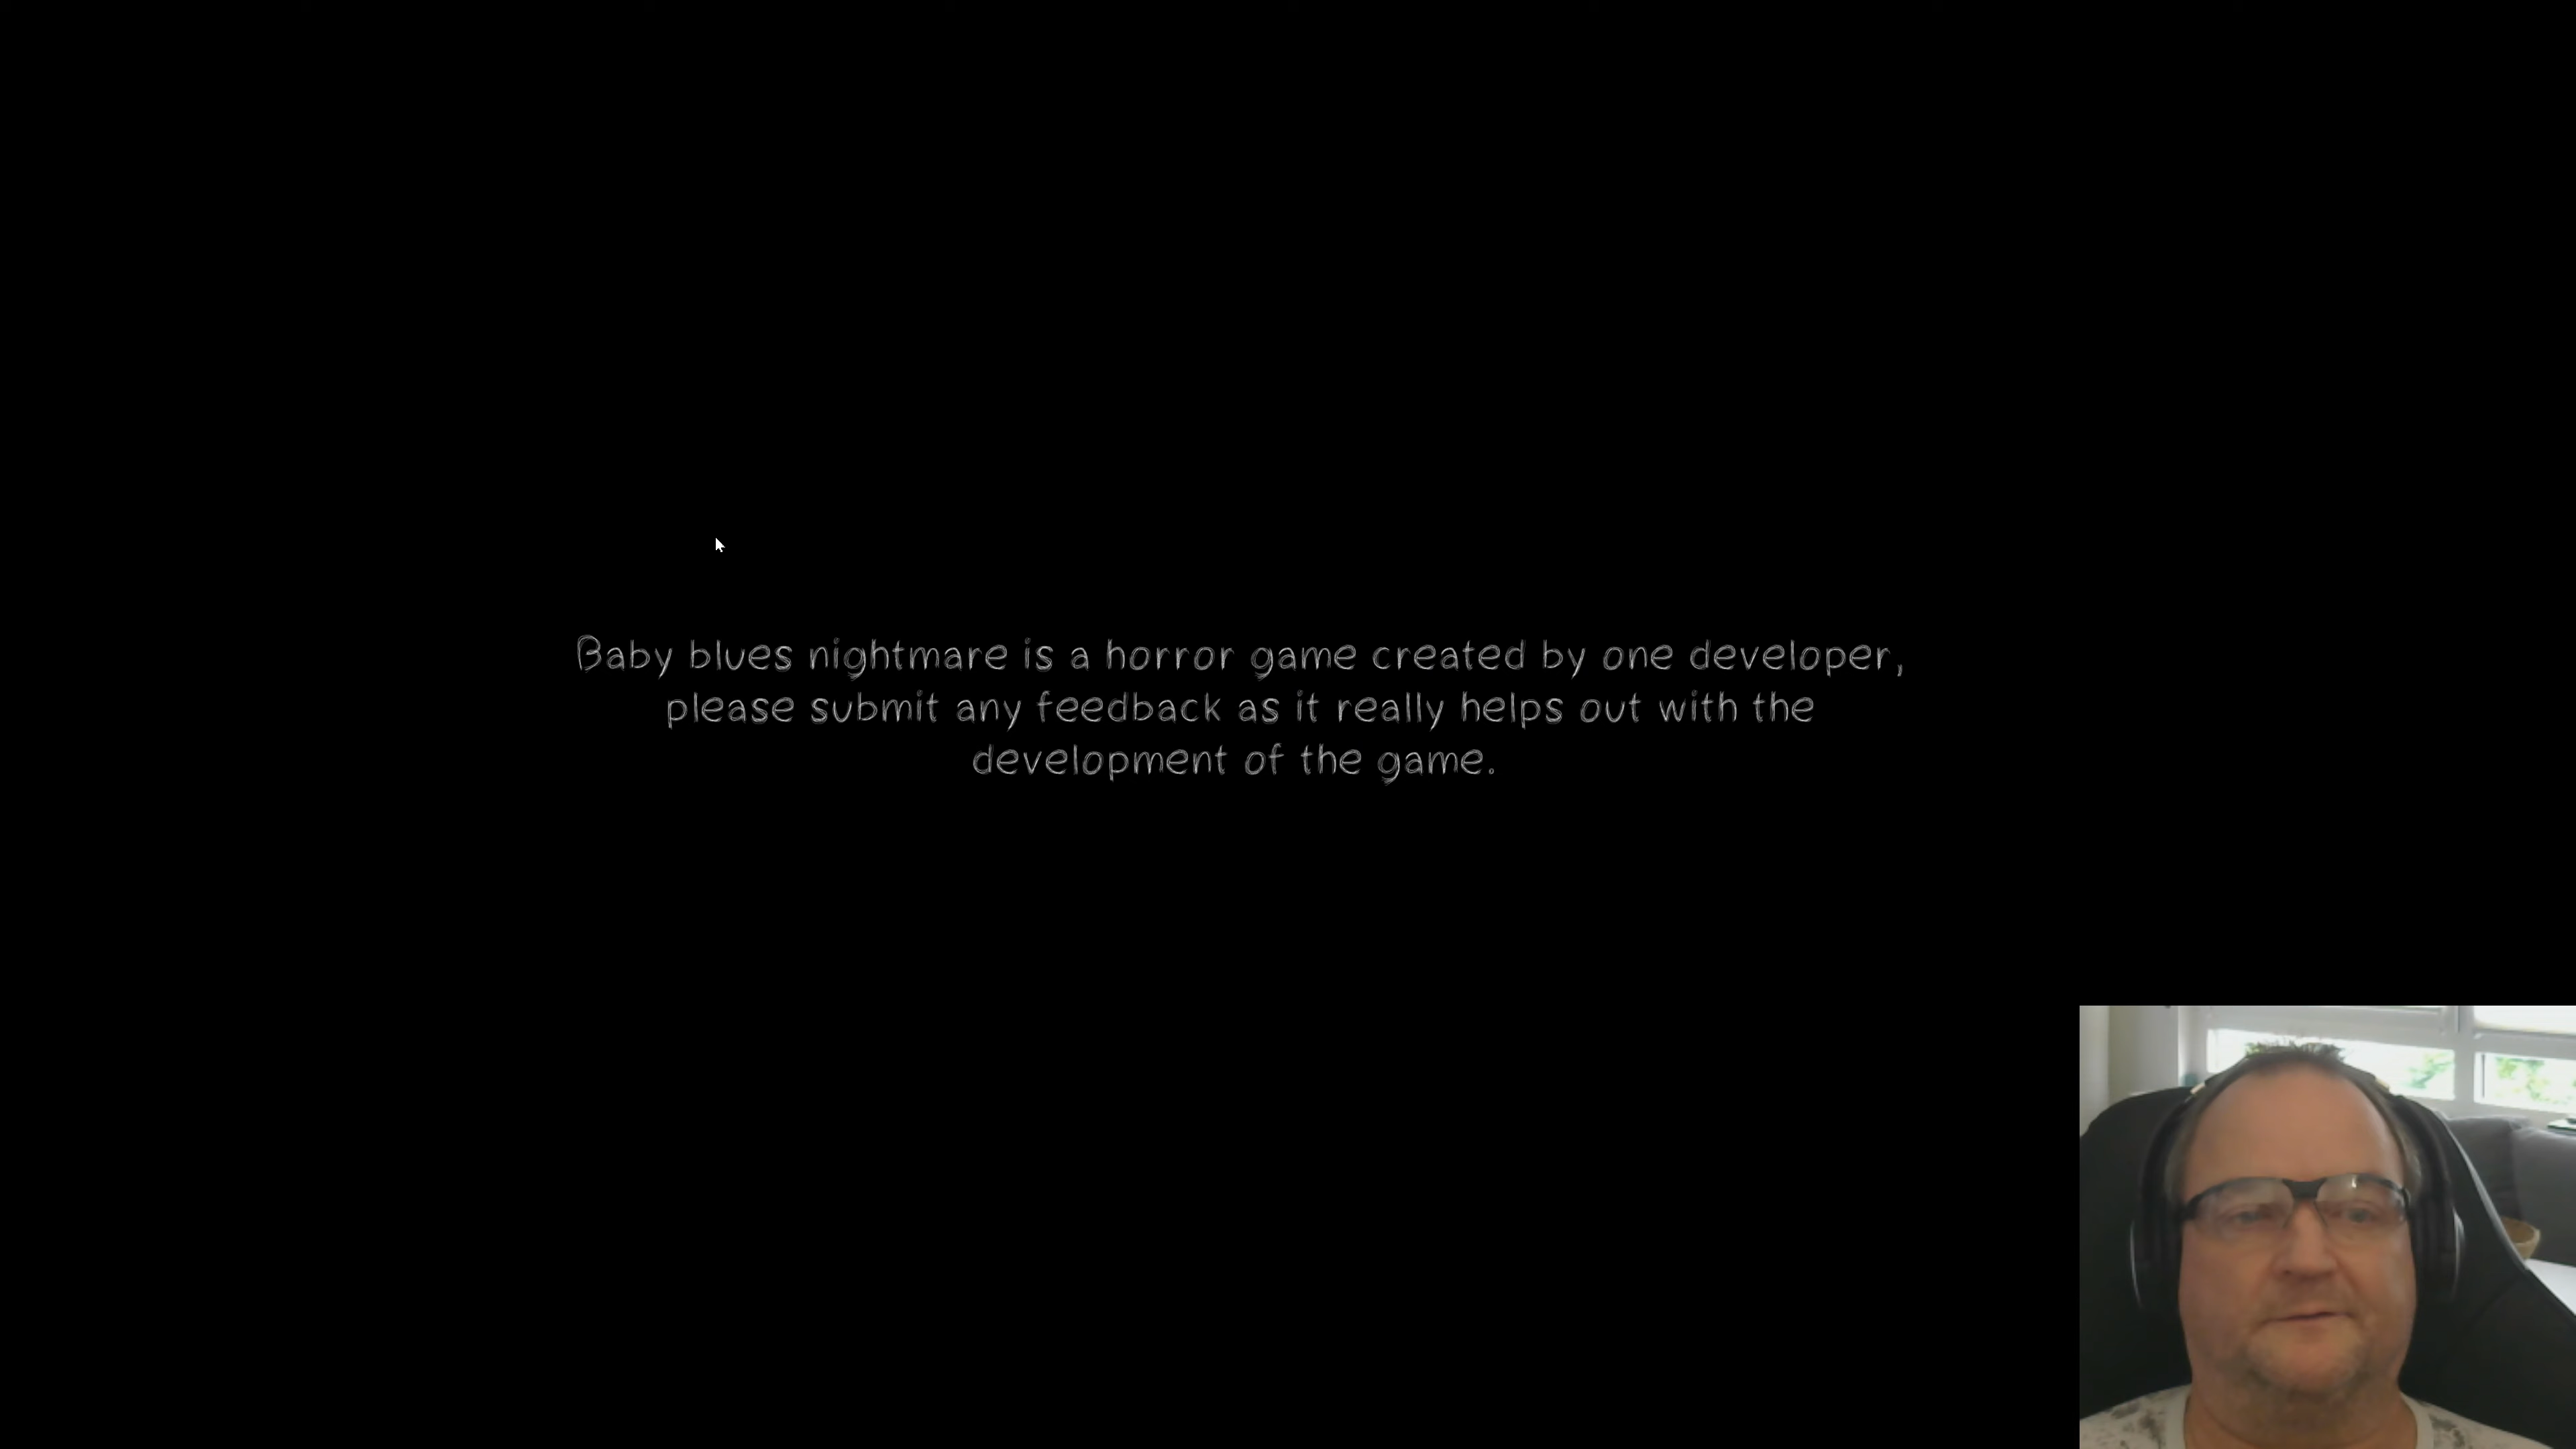 Baby blues nightmare is a horror game created by one developer,
please submit any feedback as it really helps out with the
development of the game.